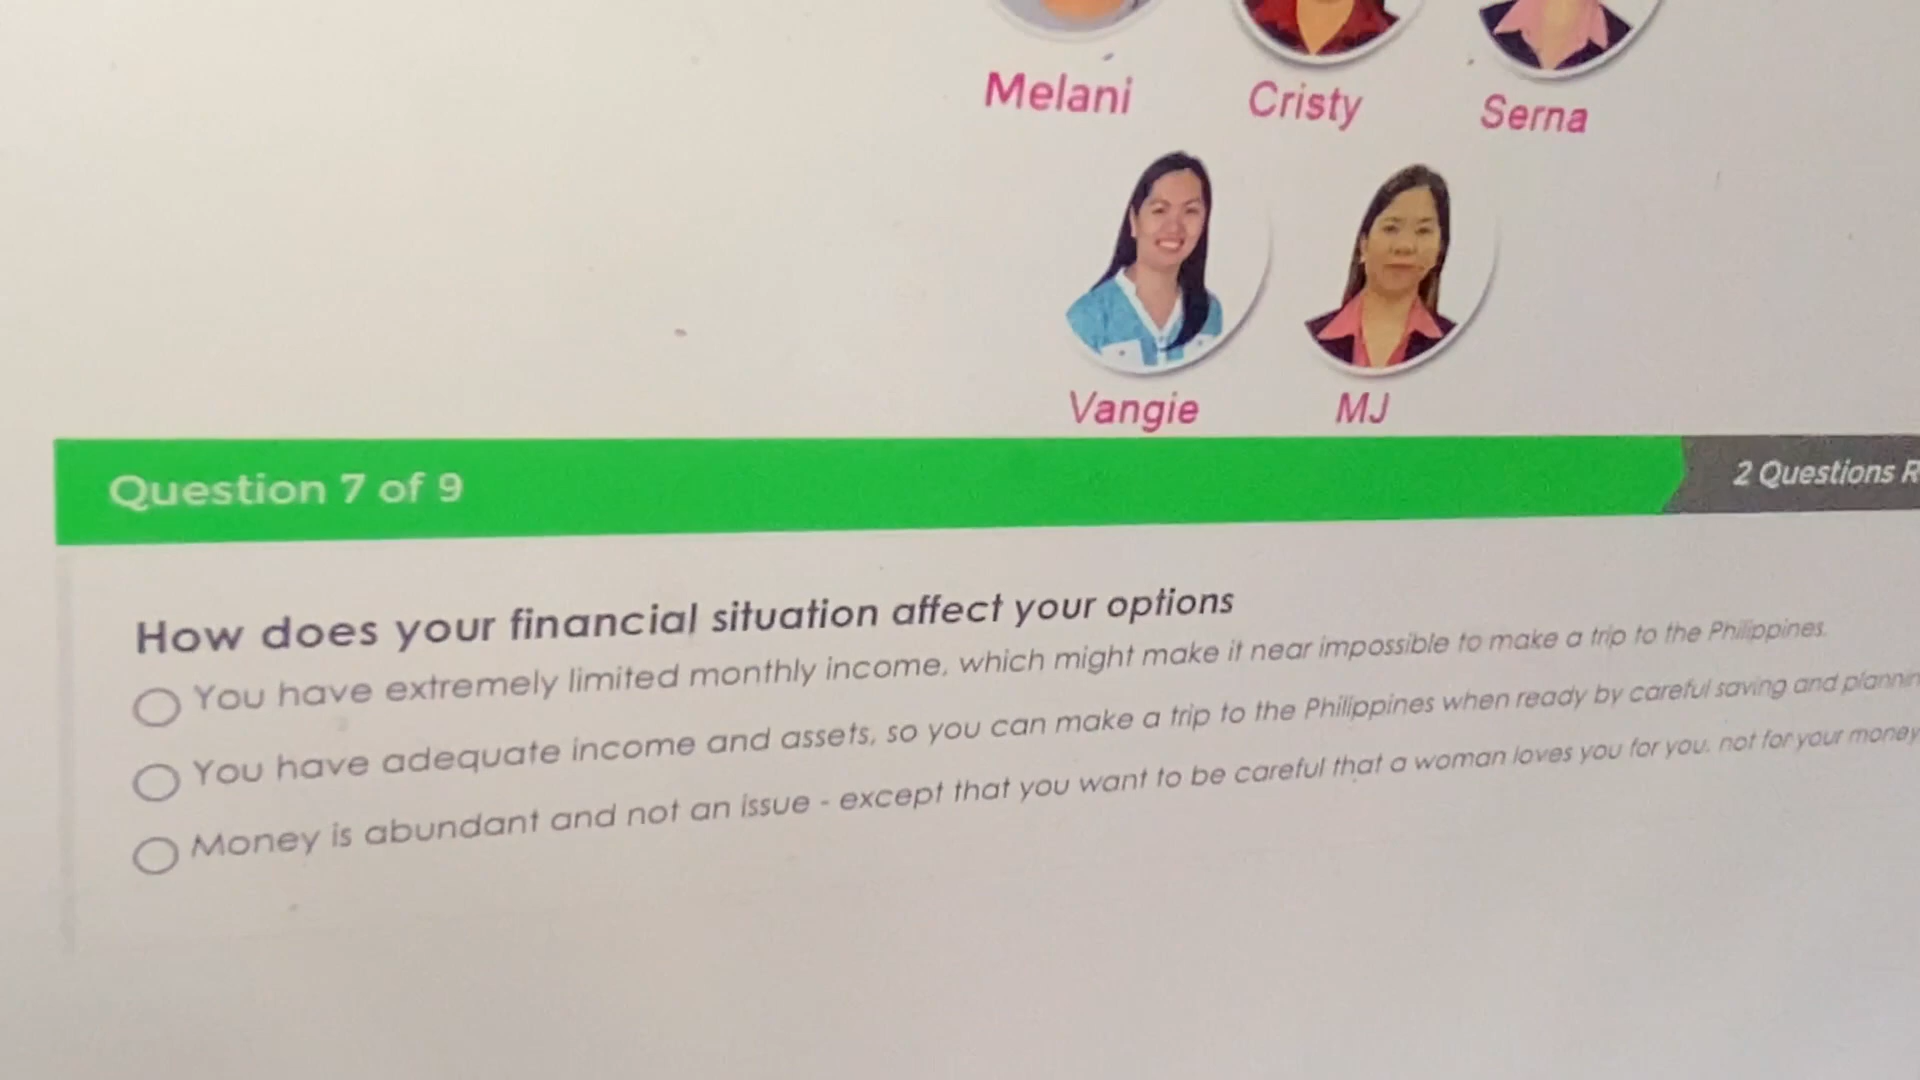 Melani Cristy Serna
Vangie MJ
Question 7 of 9 2 Questions
How does your financial situation affect your options
You have extremely limited monthly income, which might make it near impossible to make a trip to the Philippines.
You have adequate income and assets, so you can make a trip to the Philippines when ready by careful saving and
Money is abundant and not an issue - except that you want to be careful that a woman loves you for you, not for your money